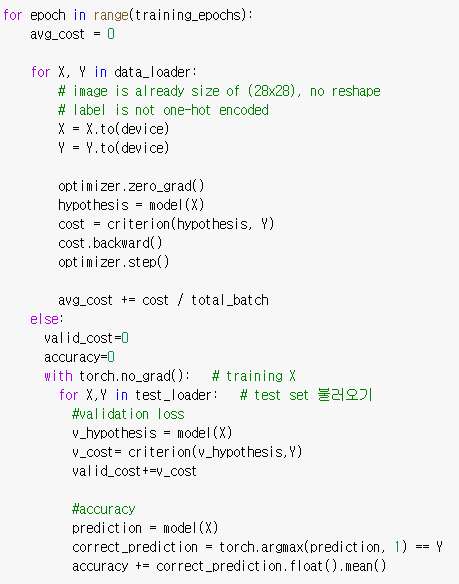 for epoch in range(training_epochs):
    avg_cost = 0

    for X, Y in data_loader:
        # image is already size of (28x28), no reshape
        # label is not one-hot encoded
        X = X.to(device)
        Y = Y.to(device)

        optimizer.zero_grad()
        hypothesis = model(X)
        cost = criterion(hypothesis, Y)
        cost.backward()
        optimizer.step()

        avg_cost += cost / total_batch
    else:
      valid_cost=0
      accuracy=0
      with torch.no_grad():   # training X
        for X,Y in test_loader:   # test set 불러오기
          #validation loss
          v_hypothesis = model(X)
          v_cost= criterion(v_hypothesis,Y)
          valid_cost+=v_cost

          #accuracy
          prediction = model(X)
          correct_prediction = torch.argmax(prediction, 1) == Y
          accuracy += correct_prediction.float().mean()